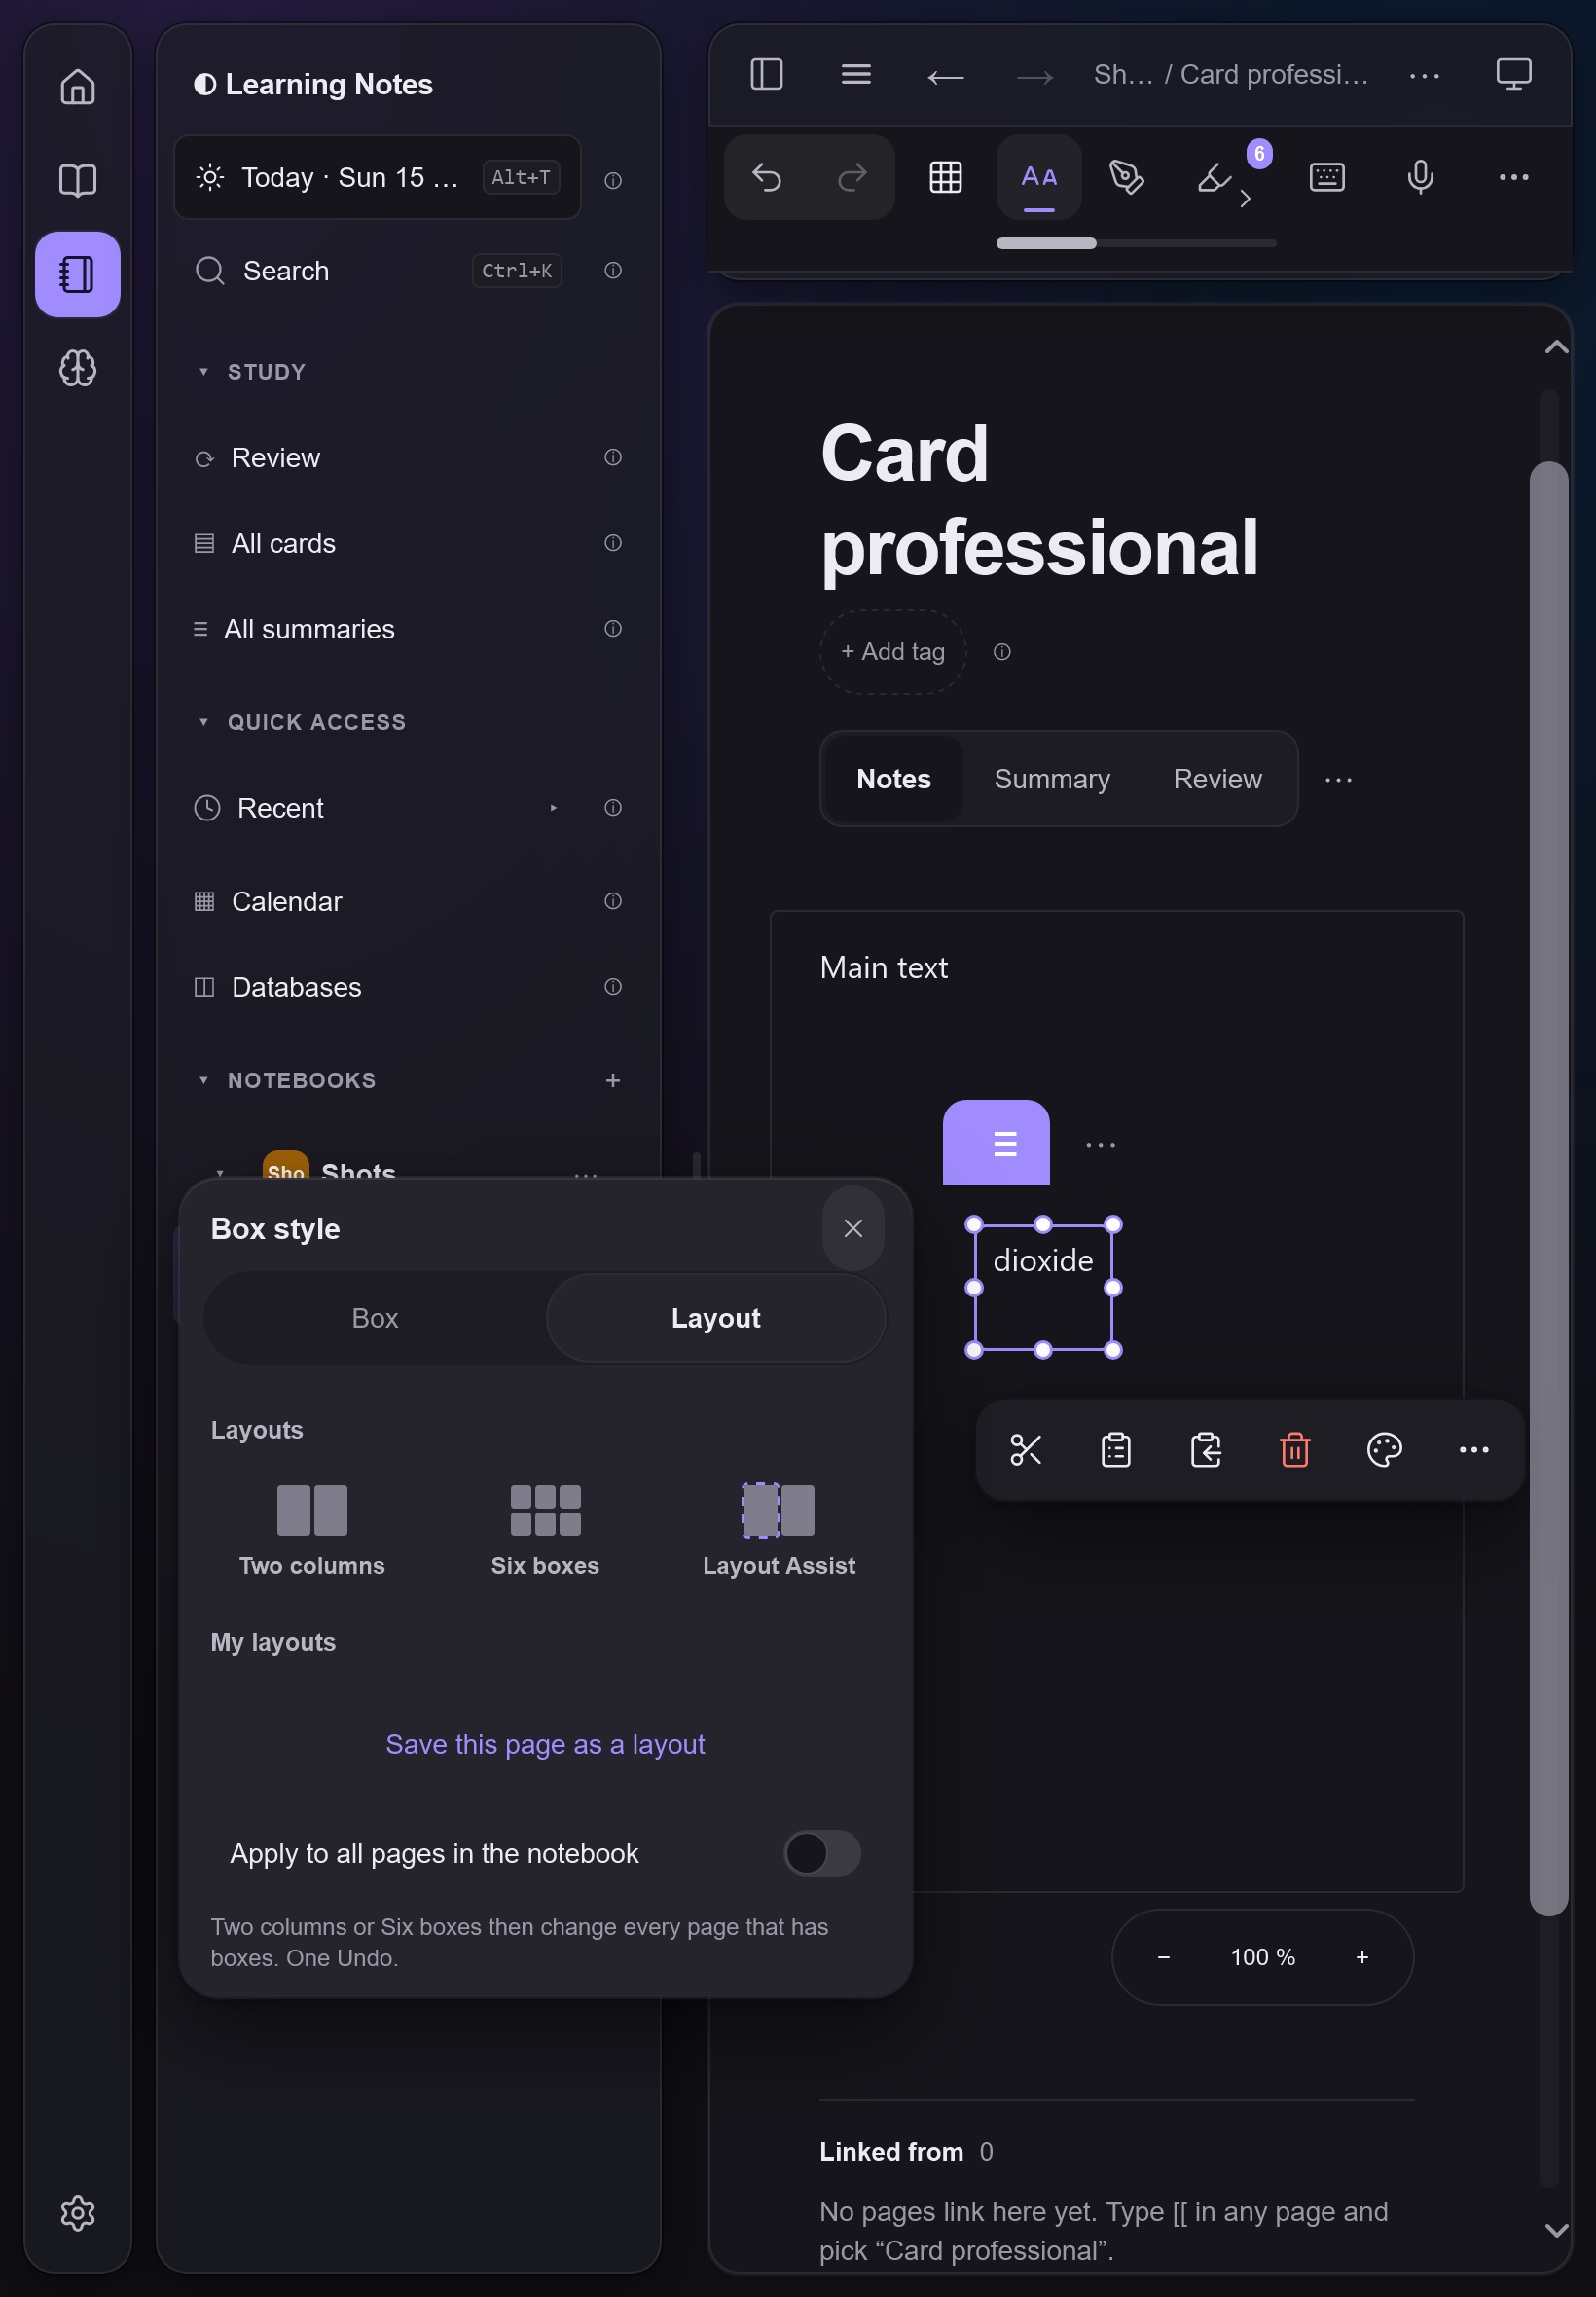 Learning Notes
Today · Sun 15 … Alt+T
Search Ctrl+K
STUDY
Review
All cards
All summaries
QUICK ACCESS
Recent
Calendar
Databases
NOTEBOOKS
Sho Shots
Sh… / Card professi…
6
Card
professional
+ Add tag
Notes Summary Review
Main text
dioxide
Box style
Box Layout
Layouts
Two columns Six boxes Layout Assist
My layouts
Save this page as a layout
Apply to all pages in the notebook
Two columns or Six boxes then change every page that has
boxes. One Undo.
− 100 % +
Linked from 0
No pages link here yet. Type [[ in any page and
pick “Card professional”.